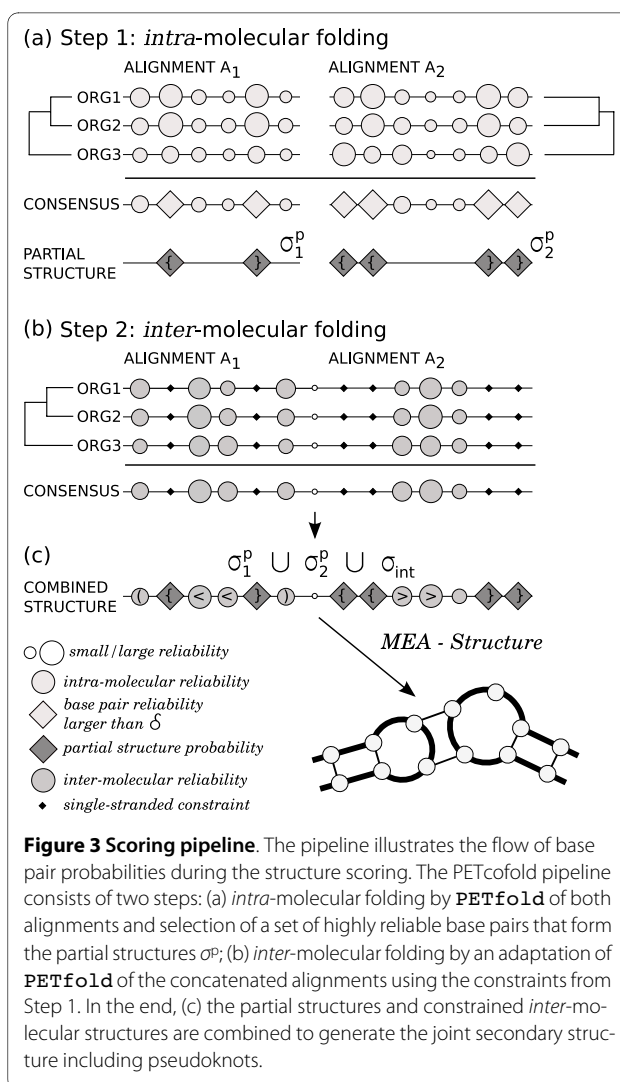 (a) Step 1: intra-molecular folding
ALIGNMENT A1 ALIGNMENT A2
ORG1
ORG2
ORG3
CONSENSUS
PARTIAL
STRUCTURE { } σ1p { { } } σ2p
(b) Step 2: inter-molecular folding
ALIGNMENT A1 ALIGNMENT A2
ORG1
ORG2
ORG3
CONSENSUS
(c) σ1p ∪ σ2p ∪ σint
COMBINED
STRUCTURE ( { < < } ) { { > > } }
MEA - Structure
small/large reliability
intra-molecular reliability
base pair reliability
larger than δ
partial structure probability
inter-molecular reliability
single-stranded constraint
Figure 3 Scoring pipeline. The pipeline illustrates the flow of base
pair probabilities during the structure scoring. The PETcofold pipeline
consists of two steps: (a) intra-molecular folding by PETfold of both
alignments and selection of a set of highly reliable base pairs that form
the partial structures σp; (b) inter-molecular folding by an adaptation of
PETfold of the concatenated alignments using the constraints from
Step 1. In the end, (c) the partial structures and constrained inter-mo-
lecular structures are combined to generate the joint secondary struc-
ture including pseudoknots.